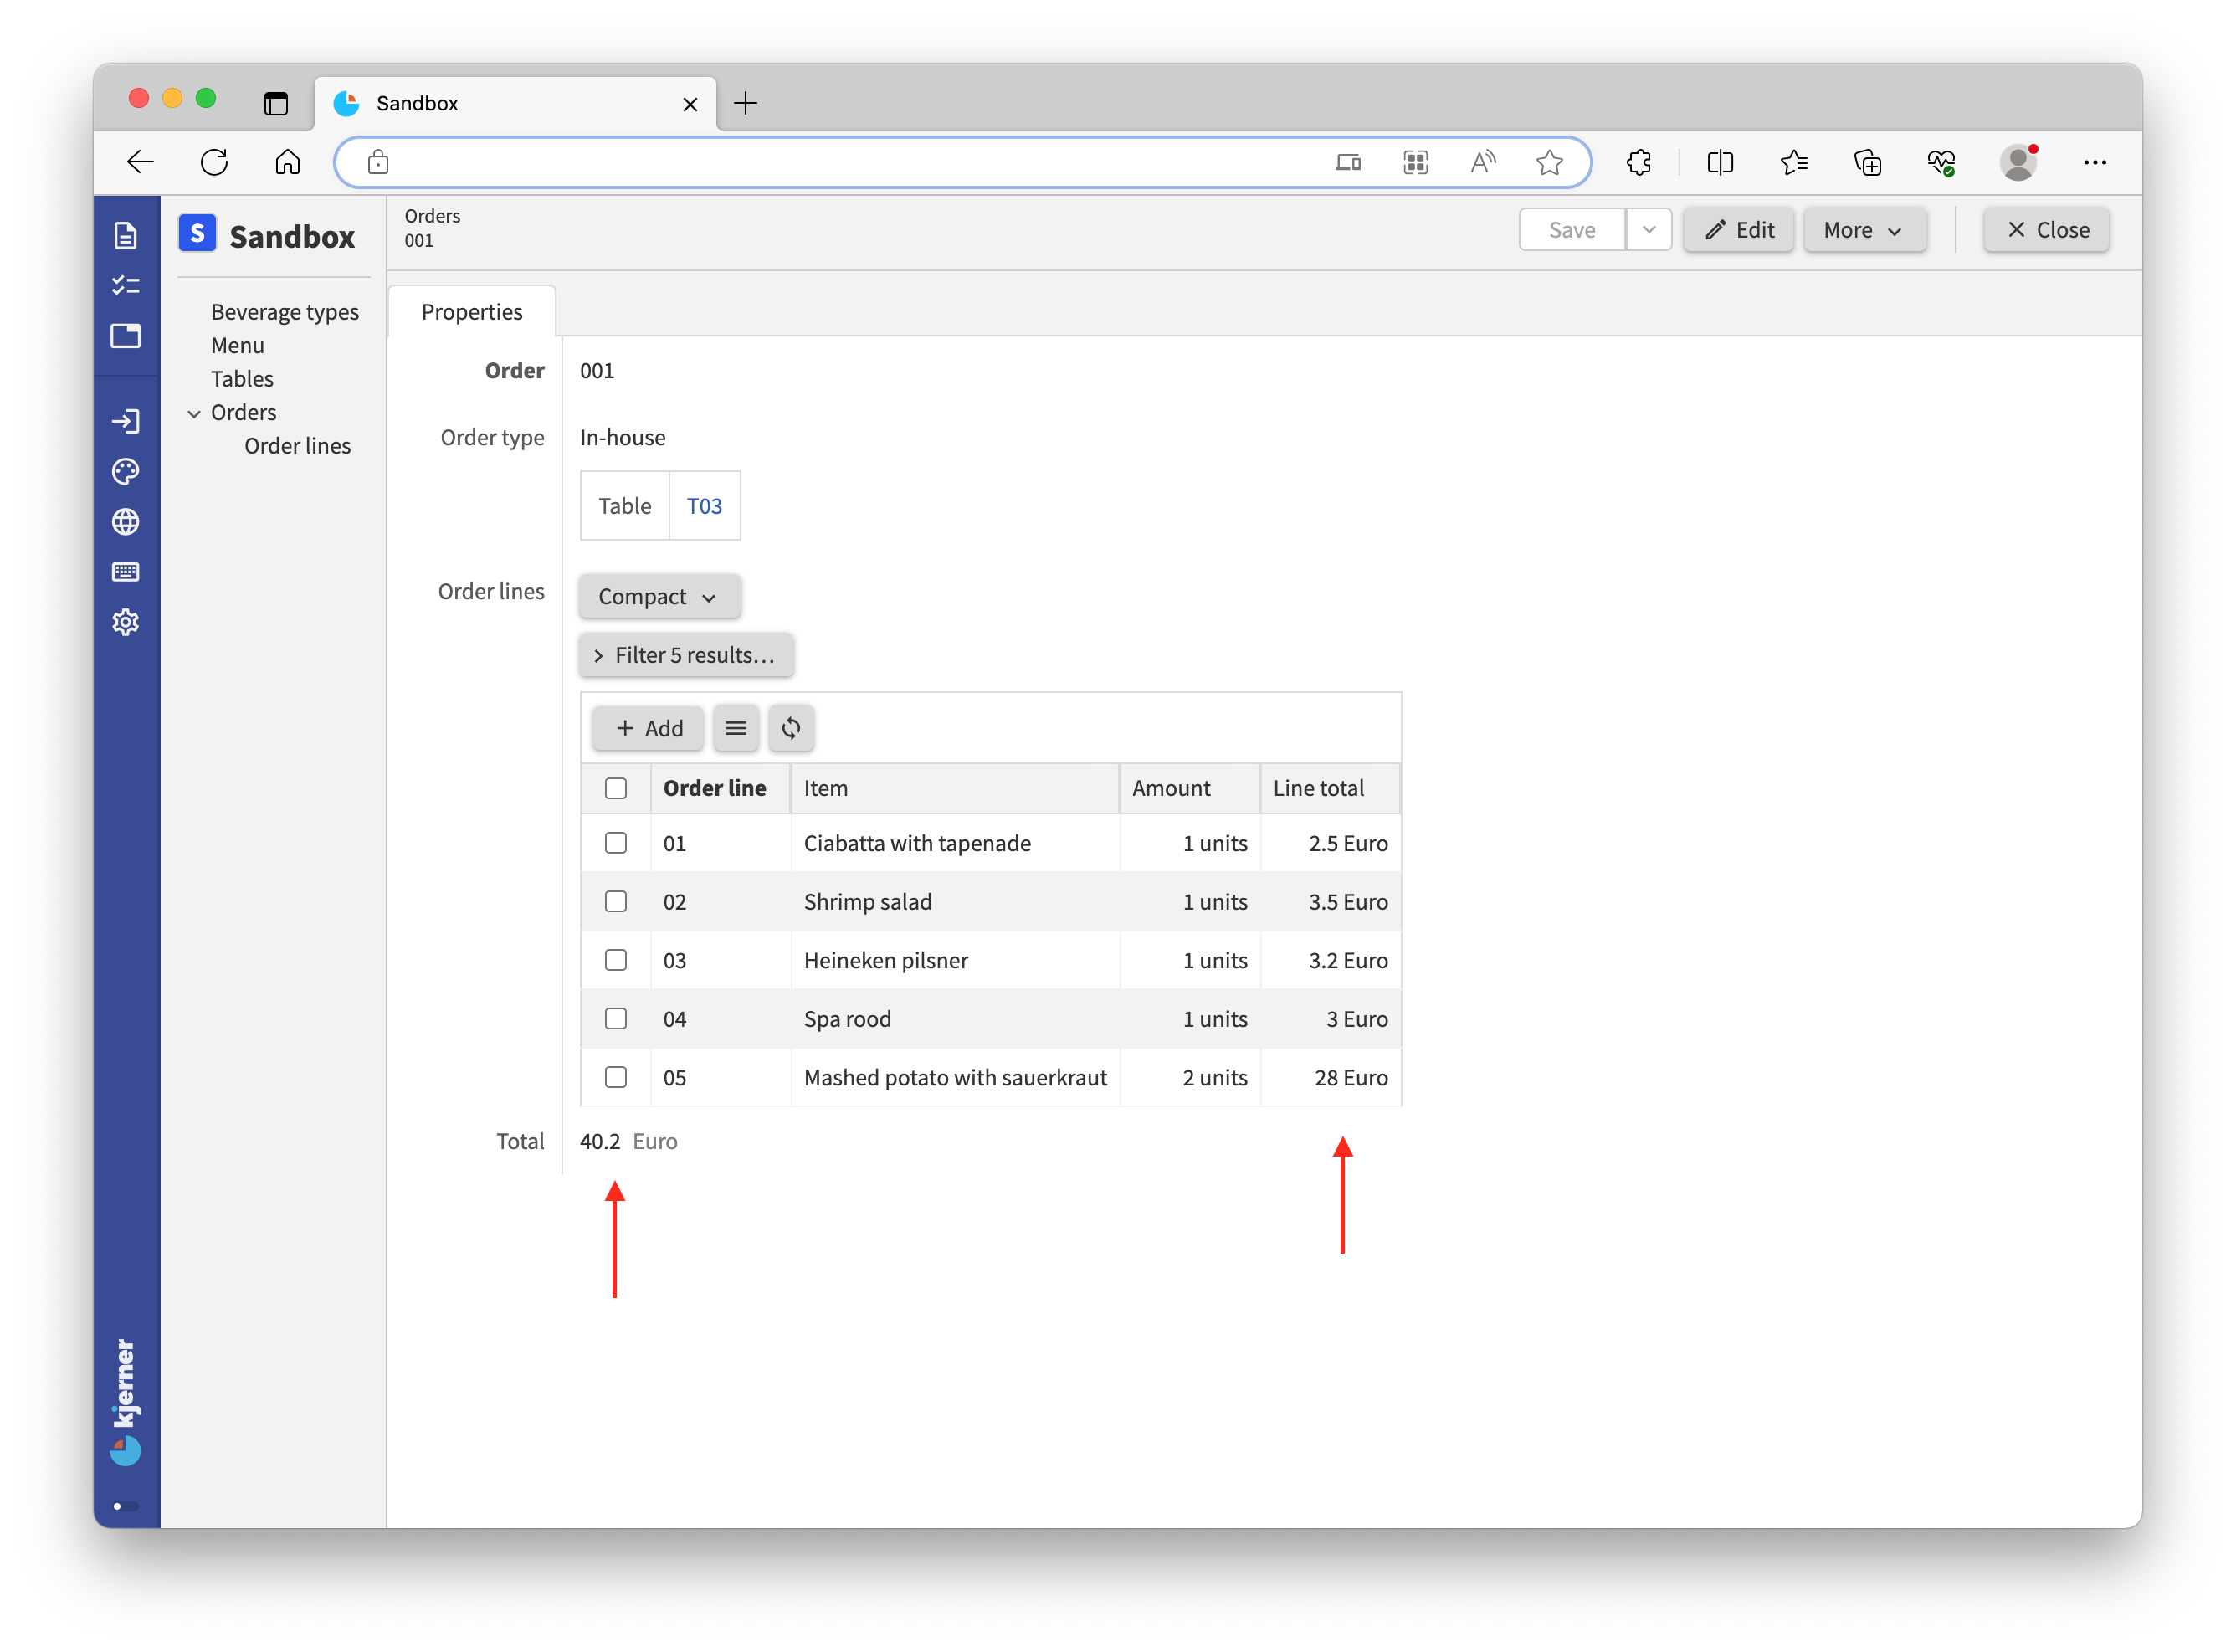 Sandbox
S Sandbox
Beverage types
Menu
Tables
Orders
Order lines
kjerner
Orders
001
Save
Edit
More
Close
Properties
Order 001
Order type In-house
Table T03
Order lines Compact
Filter 5 results...
Add
Order line Item Amount Line total
01 Ciabatta with tapenade 1 units 2.5 Euro
02 Shrimp salad 1 units 3.5 Euro
03 Heineken pilsner 1 units 3.2 Euro
04 Spa rood 1 units 3 Euro
05 Mashed potato with sauerkraut 2 units 28 Euro
Total 40.2 Euro